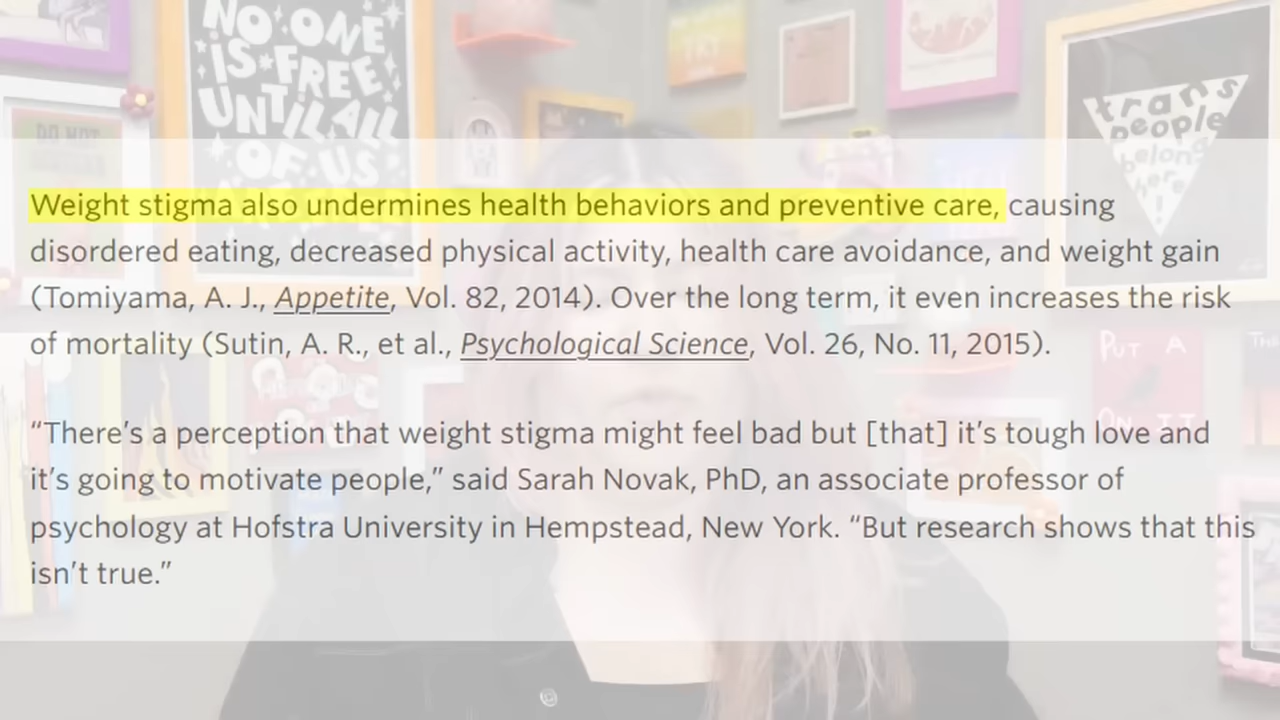 NO ONE
IS FREE
UNTIL ALL
OF US
trans
people
belong
here
!
DO NOT
Weight stigma also undermines health behaviors and preventive care, causing
disordered eating, decreased physical activity, health care avoidance, and weight gain
(Tomiyama, A. J., Appetite, Vol. 82, 2014). Over the long term, it even increases the risk
of mortality (Sutin, A. R., et al., Psychological Science, Vol. 26, No. 11, 2015).
PUT A
ON IT
“There’s a perception that weight stigma might feel bad but [that] it’s tough love and
it’s going to motivate people,” said Sarah Novak, PhD, an associate professor of
psychology at Hofstra University in Hempstead, New York. “But research shows that this
isn’t true.”